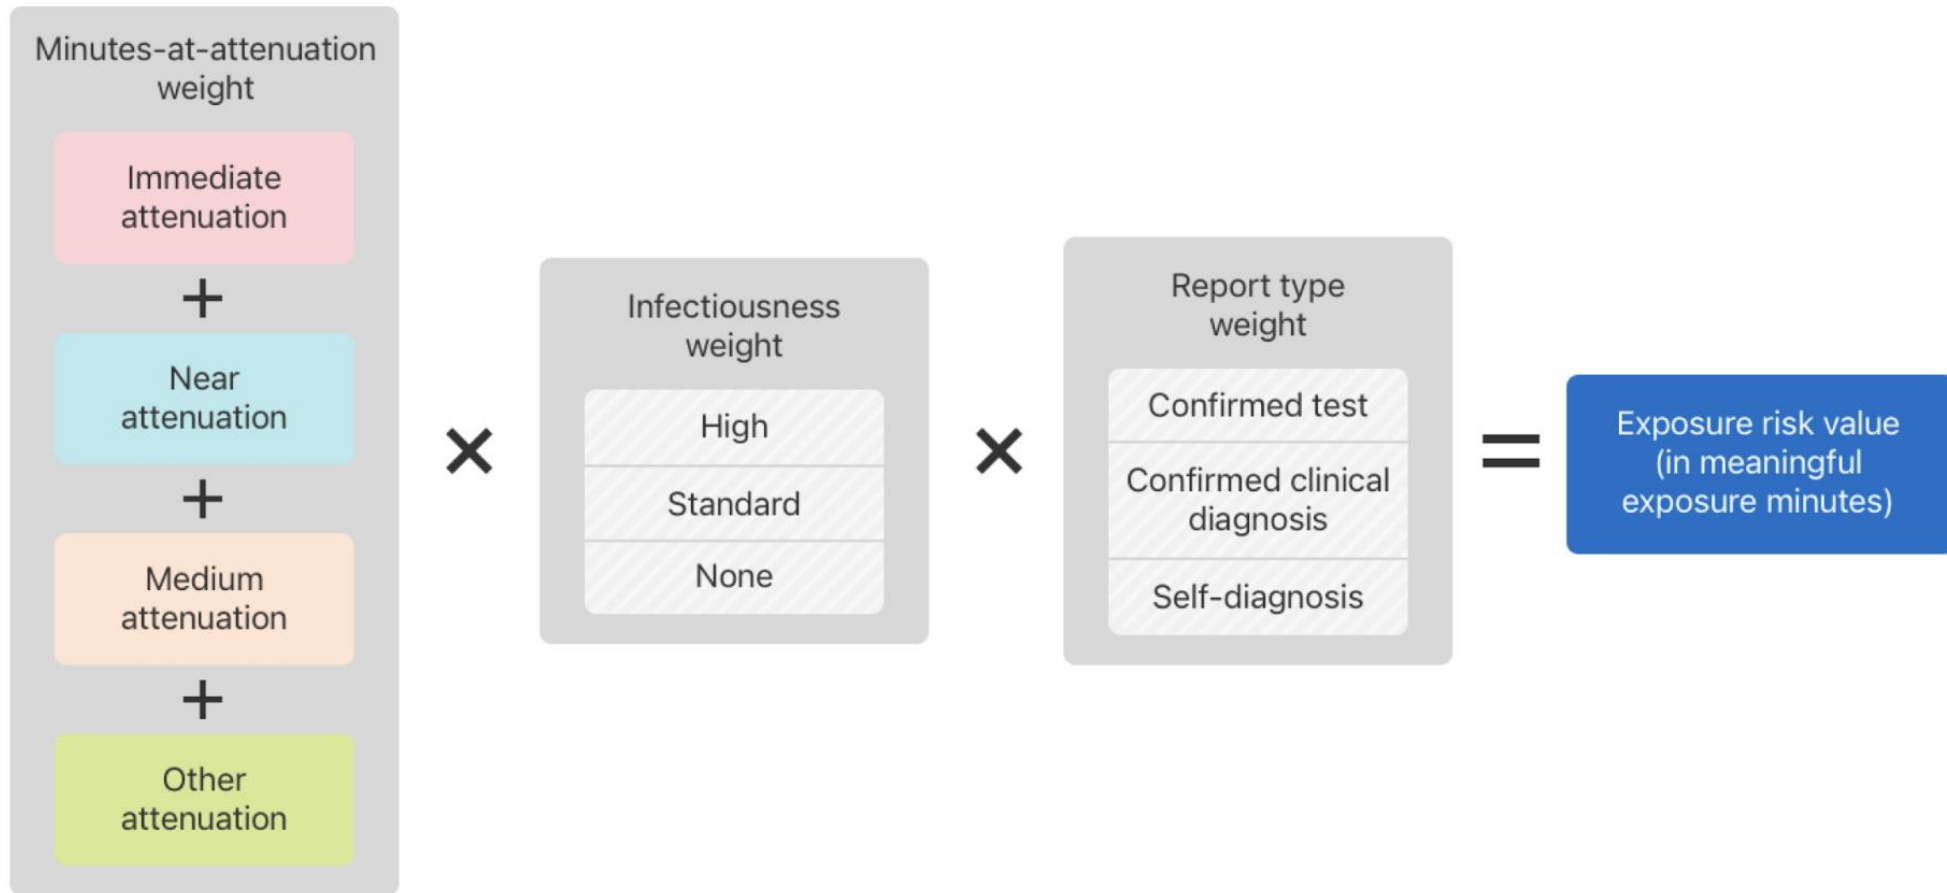 Minutes-at-attenuation
weight
Immediate
attenuation
+
Near
attenuation
+
Medium
attenuation
+
Other
attenuation
×
Infectiousness
weight
High
Standard
None
×
Report type
weight
Confirmed test
Confirmed clinical
diagnosis
Self-diagnosis
=
Exposure risk value
(in meaningful
exposure minutes)